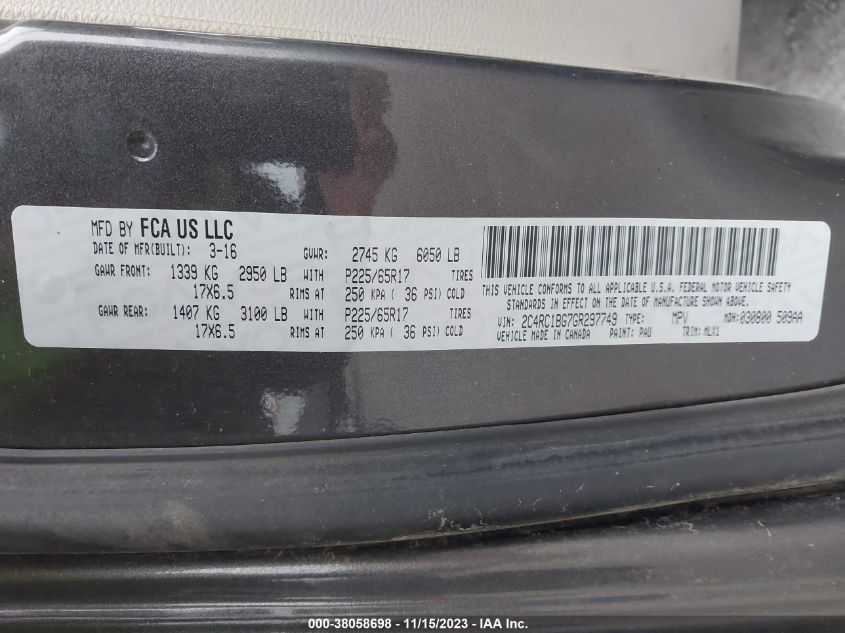 MFD BY FCA US LLC
DATE OF MFR(BUILT): 3-16 GVWR: 2745 KG 6050 LB
GAWR FRONT: 1339 KG 2950 LB WITH P225/65R17 TIRES
17X6.5 RIMS AT 250 KPA ( 36 PSI) COLD
GAWR REAR: 1407 KG 3100 LB WITH P225/65R17 TIRES
17X6.5 RIMS AT 250 KPA ( 36 PSI) COLD
THIS VEHICLE CONFORMS TO ALL APPLICABLE U.S.A. FEDERAL MOTOR VEHICLE SAFETY
STANDARDS IN EFFECT ON THE DATE OF MANUFACTURE SHOWN ABOVE.
VIN: 2C4RC1BG7GR297749 TYPE: MPV MDH: 030800 509AA
VEHICLE MADE IN CANADA PAINT: PAU TRIM: MLX1
000-38058698 - 11/15/2023 - IAA Inc.